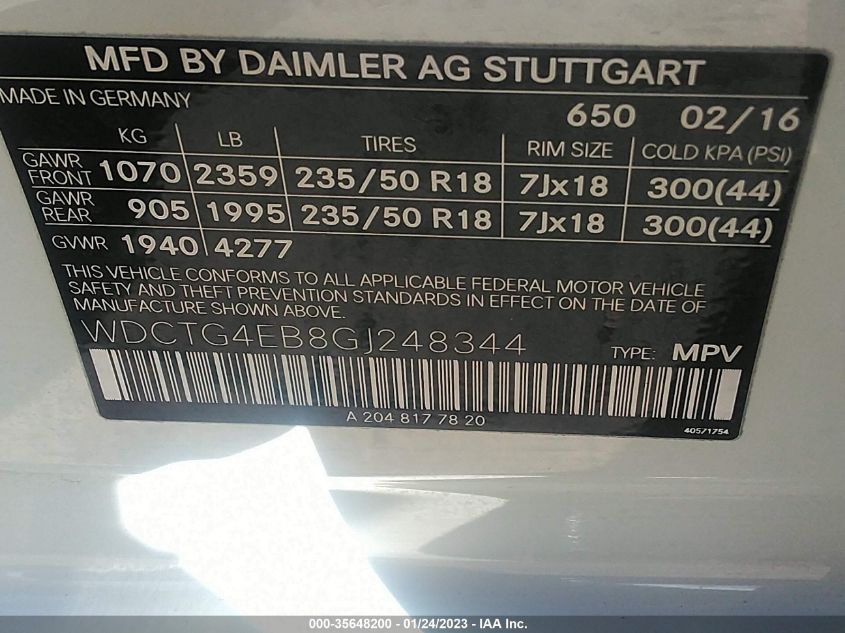 MFD BY DAIMLER AG STUTTGART
MADE IN GERMANY
650 02/16
KG LB TIRES RIM SIZE COLD KPA (PSI)
GAWR FRONT 1070 2359 235/50 R18 7Jx18 300(44)
GAWR REAR 905 1995 235/50 R18 7Jx18 300(44)
GVWR 1940 4277
THIS VEHICLE CONFORMS TO ALL APPLICABLE FEDERAL MOTOR VEHICLE
SAFETY AND THEFT PREVENTION STANDARDS IN EFFECT ON THE DATE OF
MANUFACTURE SHOWN ABOVE.
WDCTG4EB8GJ248344 TYPE: MPV
A 204 817 78 20
40571754
000-35648200 - 01/24/2023 - IAA Inc.